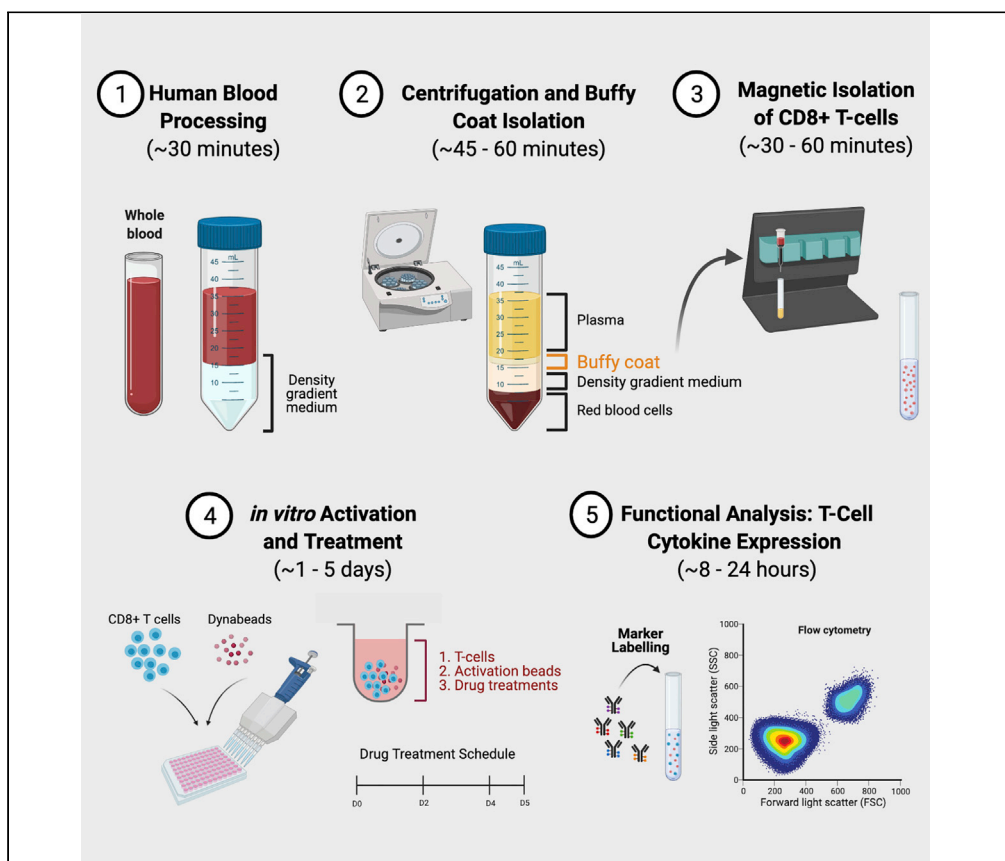 1
Human Blood
Processing
(~30 minutes)
2
Centrifugation and Buffy
Coat Isolation
(~45 - 60 minutes)
3
Magnetic Isolation
of CD8+ T-cells
(~30 - 60 minutes)
Whole
blood
mL
45
40
35
30
25
20
15
10
Density
gradient
medium
mL
45
40
35
30
25
20
15
10
Plasma
Buffy coat
Density gradient medium
Red blood cells
4
in vitro Activation
and Treatment
(~1 - 5 days)
5
Functional Analysis: T-Cell
Cytokine Expression
(~8 - 24 hours)
CD8+ T cells
Dynabeads
1. T-cells
2. Activation beads
3. Drug treatments
Drug Treatment Schedule
D0 D2 D4 D5
Marker
Labelling
Flow cytometry
Side light scatter (SSC)
1000
800
600
400
200
0
0 200 400 600 800 1000
Forward light scatter (FSC)